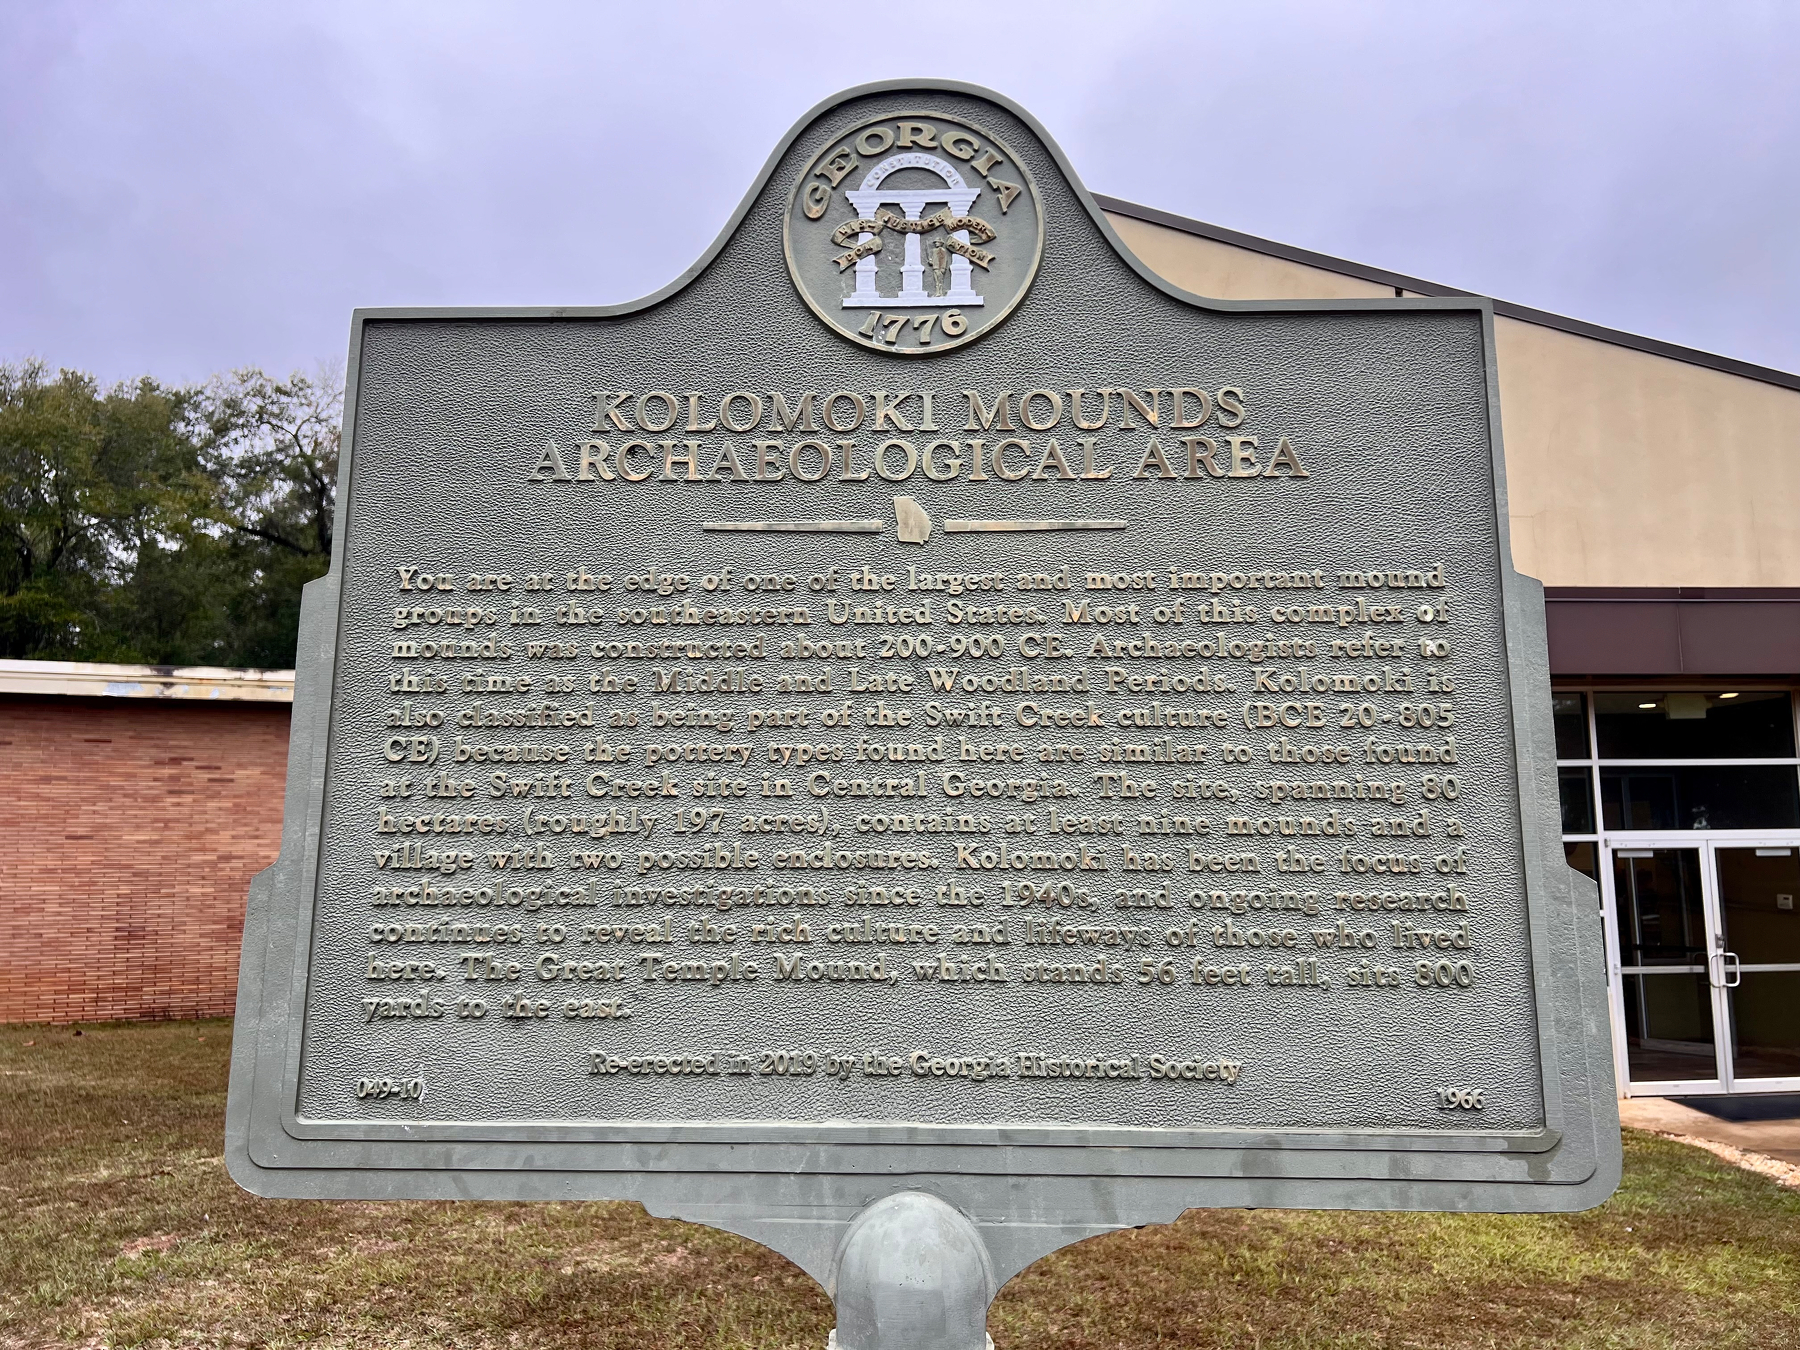 GEORGIA
CONSTITUTION
WISDOM JUSTICE MODERATION
1776
KOLOMOKI MOUNDS
ARCHAEOLOGICAL AREA
You are at the edge of one of the largest and most important mound
groups in the southeastern United States. Most of this complex of
mounds was constructed about 200-900 CE. Archaeologists refer to
this time as the Middle and Late Woodland Periods. Kolomoki is
also classified as being part of the Swift Creek culture (BCE 20-805
CE) because the pottery types found here are similar to those found
at the Swift Creek site in Central Georgia. The site, spanning 80
hectares (roughly 197 acres), contains at least nine mounds and a
village with two possible enclosures. Kolomoki has been the focus of
archaeological investigations since the 1940s, and ongoing research
continues to reveal the rich culture and lifeways of those who lived
here. The Great Temple Mound, which stands 56 feet tall, sits 800
yards to the east.
Re-erected in 2019 by the Georgia Historical Society
049-10 1966